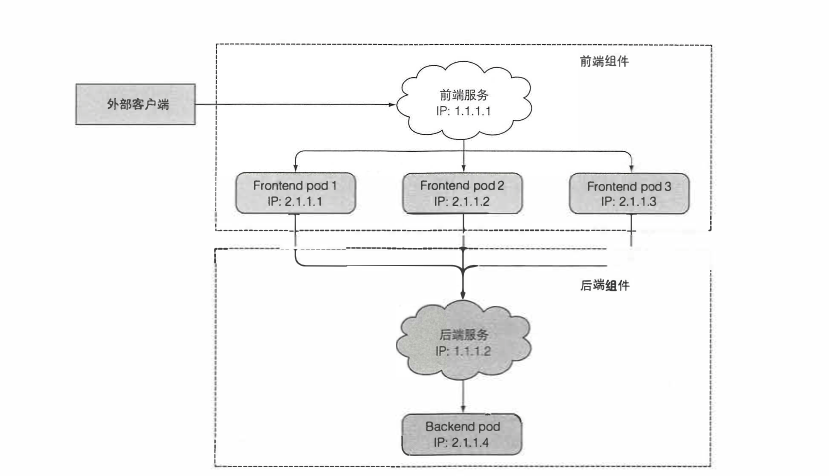 前端组件
外部客户端
前端服务
IP: 1.1.1.1
Frontend pod 1
IP: 2.1.1.1
Frontend pod 2
IP: 2.1.1.2
Frontend pod 3
IP: 2.1.1.3
后端组件
后端服务
IP: 1.1.1.2
Backend pod
IP: 2.1.1.4